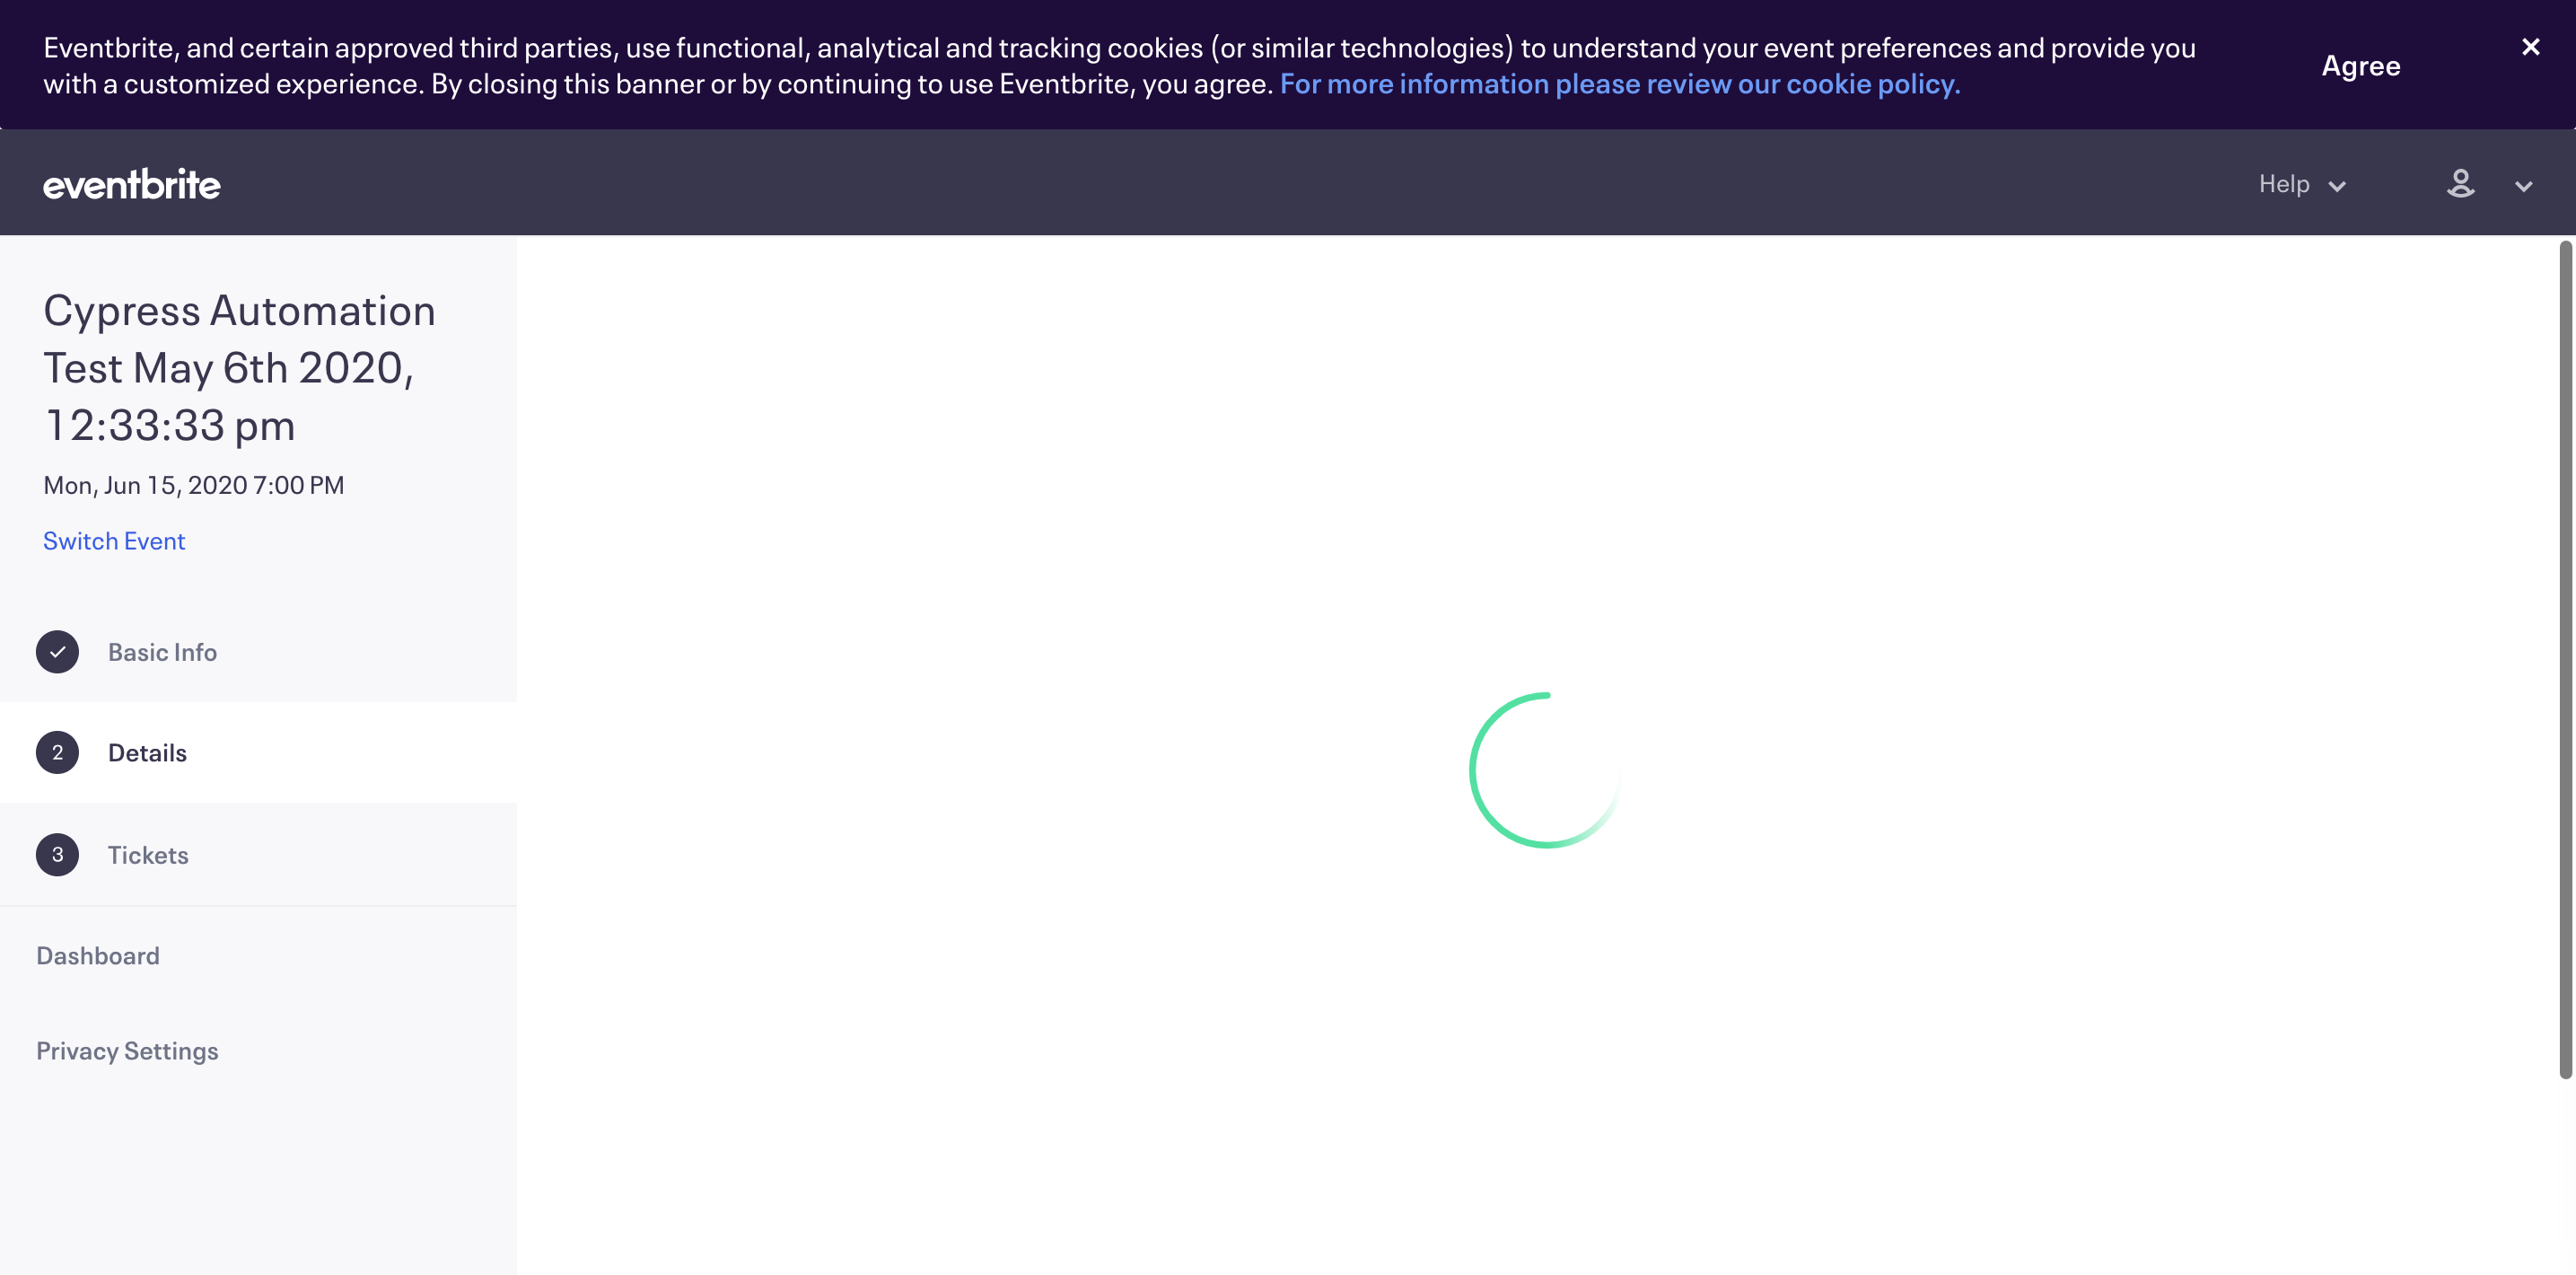 Eventbrite, and certain approved third parties, use functional, analytical and tracking cookies (or similar technologies) to understand your event preferences and provide you
with a customized experience. By closing this banner or by continuing to use Eventbrite, you agree. For more information please review our cookie policy.
Agree
eventbrite
Help
Cypress Automation
Test May 6th 2020,
12:33:33 pm
Mon, Jun 15, 2020 7:00 PM
Switch Event
Basic Info
2 Details
3 Tickets
Dashboard
Privacy Settings